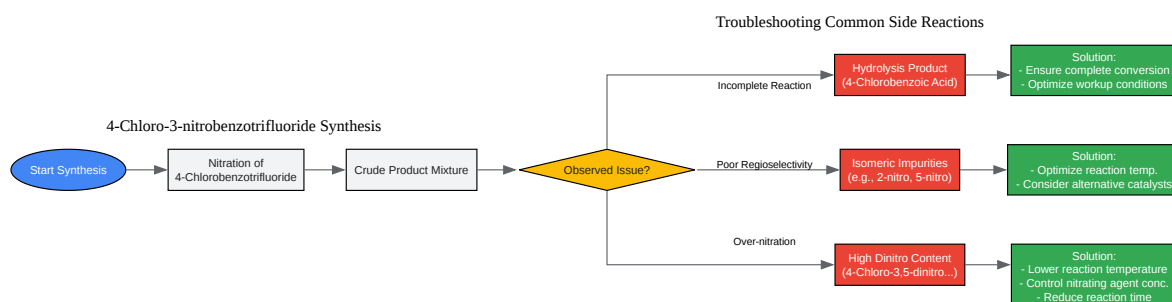 Troubleshooting Common Side Reactions
Hydrolysis Product
(4-Chlorobenzoic Acid)
Solution:
- Ensure complete conversion
- Optimize workup conditions
Incomplete Reaction
4-Chloro-3-nitrobenzotrifluoride Synthesis
Start Synthesis
Nitration of
4-Chlorobenzotrifluoride
Crude Product Mixture
Observed Issue?
Poor Regioselectivity
Isomeric Impurities
(e.g., 2-nitro, 5-nitro)
Solution:
- Optimize reaction temp.
- Consider alternative catalysts
Over-nitration
High Dinitro Content
(4-Chloro-3,5-dinitro...)
Solution:
- Lower reaction temperature
- Control nitrating agent conc.
- Reduce reaction time